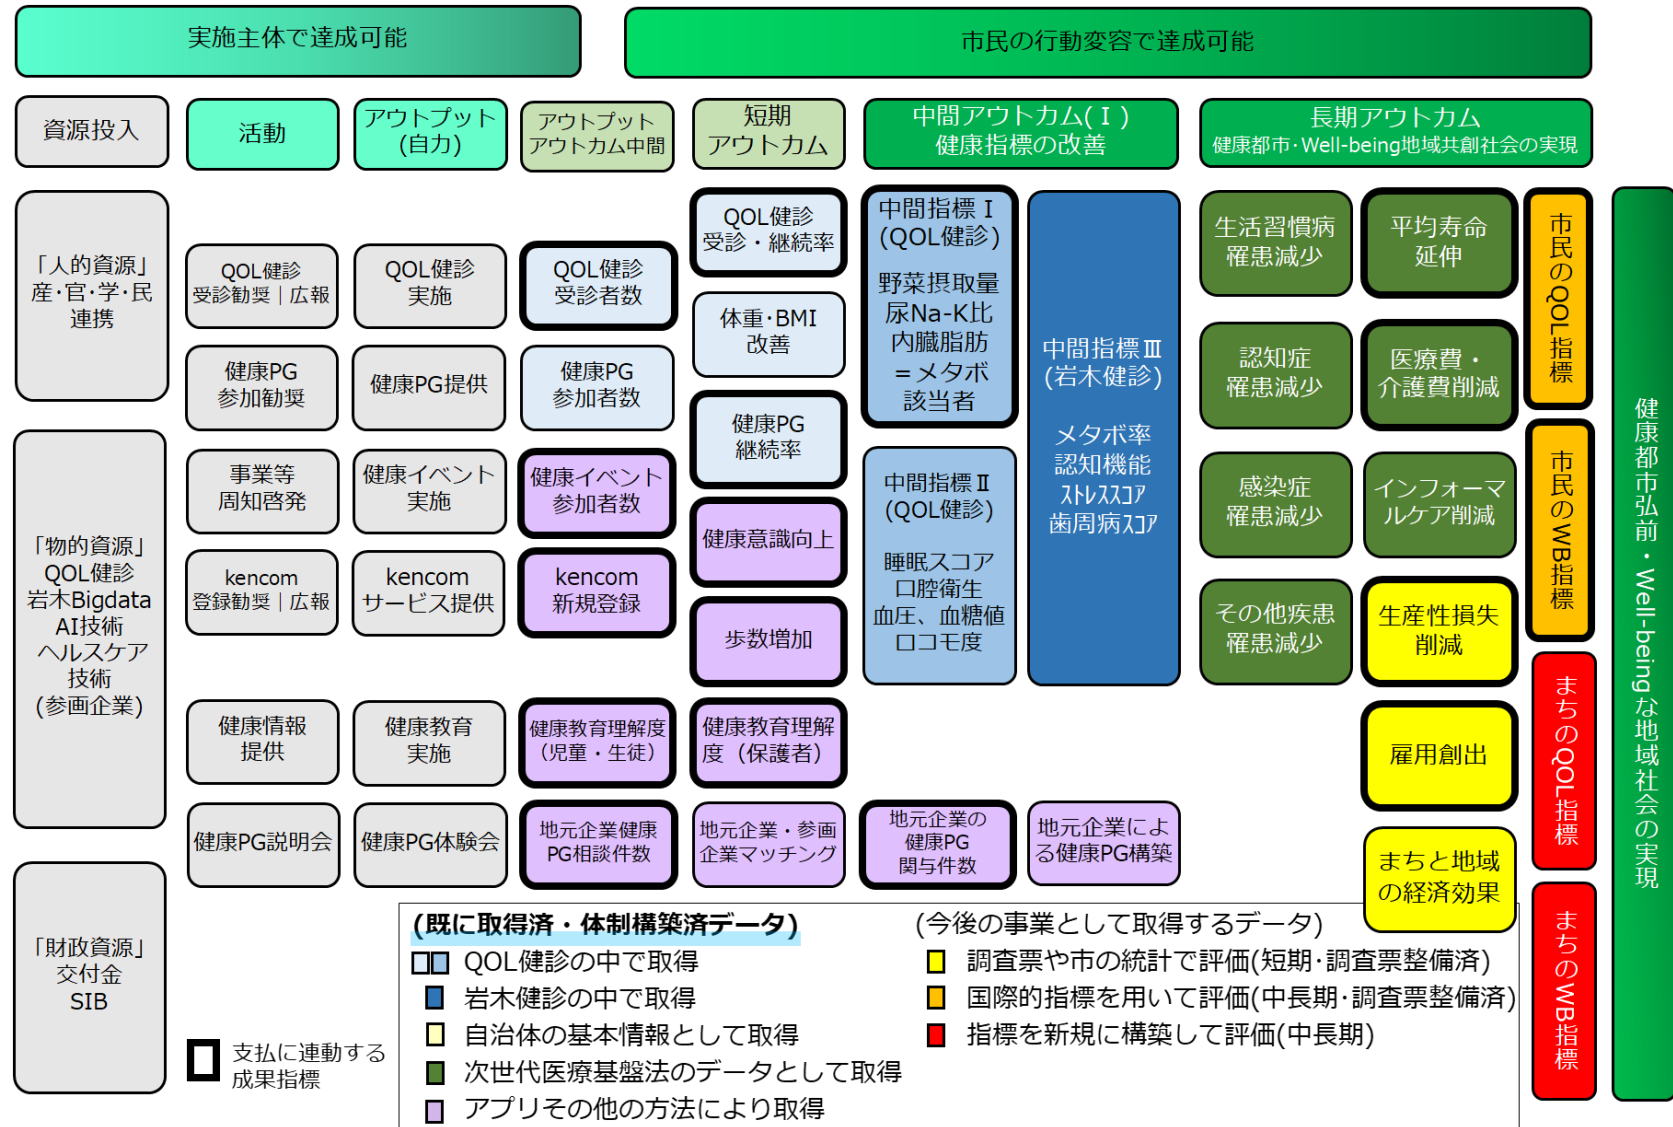 実施主体で達成可能
市民の行動変容で達成可能
資源投入
活動
アウトプット
(自力)
アウトプット
アウトカム中間
短期
アウトカム
中間アウトカム(Ⅰ)
健康指標の改善
長期アウトカム
健康都市・Well-being地域共創社会の実現
「人的資源」
産・官・学・民
連携
「物的資源」
QOL健診
岩木Bigdata
AI技術
ヘルスケア
技術
(参画企業)
「財政資源」
交付金
SIB
QOL健診
受診勧奨|広報
健康PG
参加勧奨
事業等
周知啓発
kencom
登録勧奨|広報
健康情報
提供
健康PG説明会
QOL健診
実施
健康PG提供
健康イベント
実施
kencom
サービス提供
健康教育
実施
健康PG体験会
QOL健診
受診者数
健康PG
参加者数
健康イベント
参加者数
kencom
新規登録
健康教育理解度
(児童・生徒)
地元企業健康
PG相談件数
QOL健診
受診・継続率
体重・BMI
改善
健康PG
継続率
健康意識向上
歩数増加
健康教育理解
度(保護者)
地元企業・参画
企業マッチング
中間指標Ⅰ
(QOL健診)
野菜摂取量
尿Na-K比
内臓脂肪
=メタボ
該当者
中間指標Ⅱ
(QOL健診)
睡眠スコア
口腔衛生
血圧、血糖値
ロコモ度
地元企業の
健康PG
関与件数
中間指標Ⅲ
(岩木健診)
メタボ率
認知機能
ストレススコア
歯周病スコア
地元企業によ
る健康PG構築
生活習慣病
罹患減少
認知症
罹患減少
感染症
罹患減少
その他疾患
罹患減少
平均寿命
延伸
医療費・
介護費削減
インフォーマ
ルケア削減
生産性損失
削減
雇用創出
まちと地域
の経済効果
市民のQOL指標
市民のWB指標
まちのQOL指標
まちのWB指標
健康都市弘前・Well-beingな地域社会の実現
支払に連動する
成果指標
(既に取得済・体制構築済データ)
QOL健診の中で取得
岩木健診の中で取得
自治体の基本情報として取得
次世代医療基盤法のデータとして取得
アプリその他の方法により取得
(今後の事業として取得するデータ)
調査票や市の統計で評価(短期・調査票整備済)
国際的指標を用いて評価(中長期・調査票整備済)
指標を新規に構築して評価(中長期)